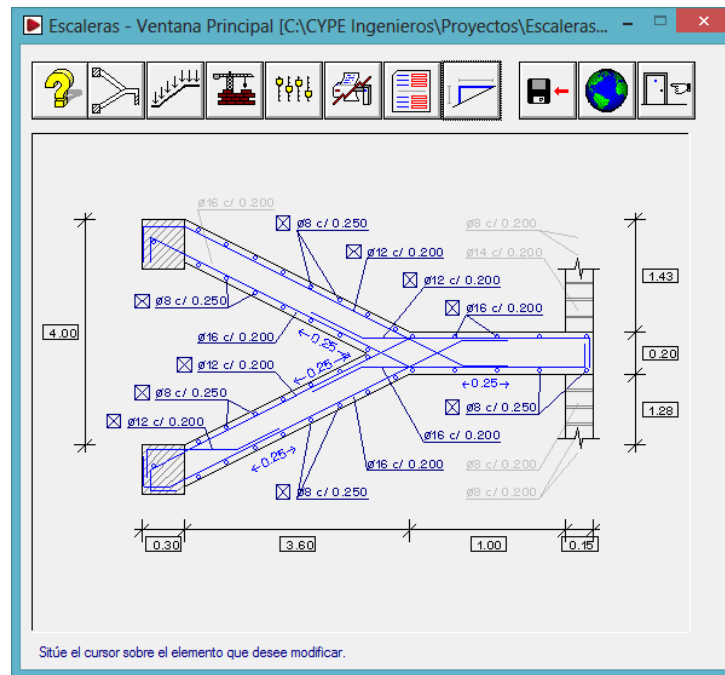 Escaleras - Ventana Principal [C:\CYPE Ingenieros\Proyectos\Escaleras...
ø16 c/ 0.200
ø8 c/ 0.250
ø8 c/ 0.200
ø12 c/ 0.200
ø14 c/ 0.200
ø12 c/ 0.200
1.43
ø8 c/ 0.250
ø16 c/ 0.200
4.00
ø16 c/ 0.200
0.25
0.20
ø12 c/ 0.200
0.25
0.25
ø8 c/ 0.250
ø8 c/ 0.250
1.28
ø12 c/ 0.200
ø16 c/ 0.200
0.25
ø16 c/ 0.200
ø8 c/ 0.200
ø8 c/ 0.250
ø8 c/ 0.200
0.30
3.60
1.00
0.15
Sitúe el cursor sobre el elemento que desee modificar.